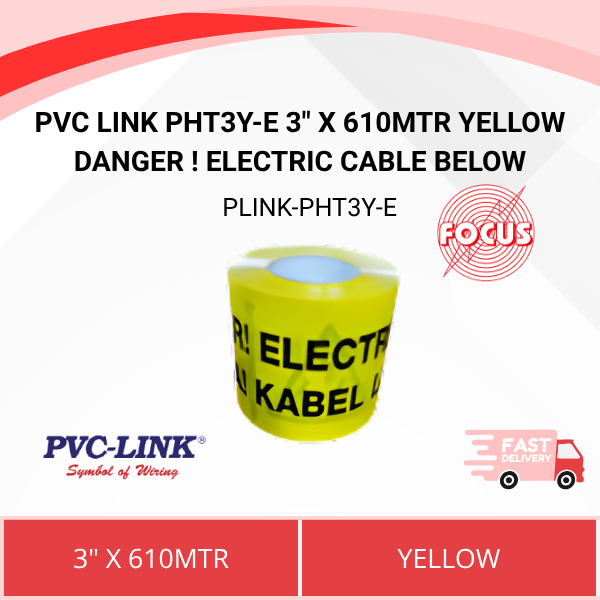 PVC LINK PHT3Y-E 3" X 610MTR YELLOW
DANGER ! ELECTRIC CABLE BELOW
PLINK-PHT3Y-E
FOCUS
R! ELECTR
A! KABEL
PVC-LINK®
Symbol of Wiring
FAST
DELIVERY
3" X 610MTR
YELLOW